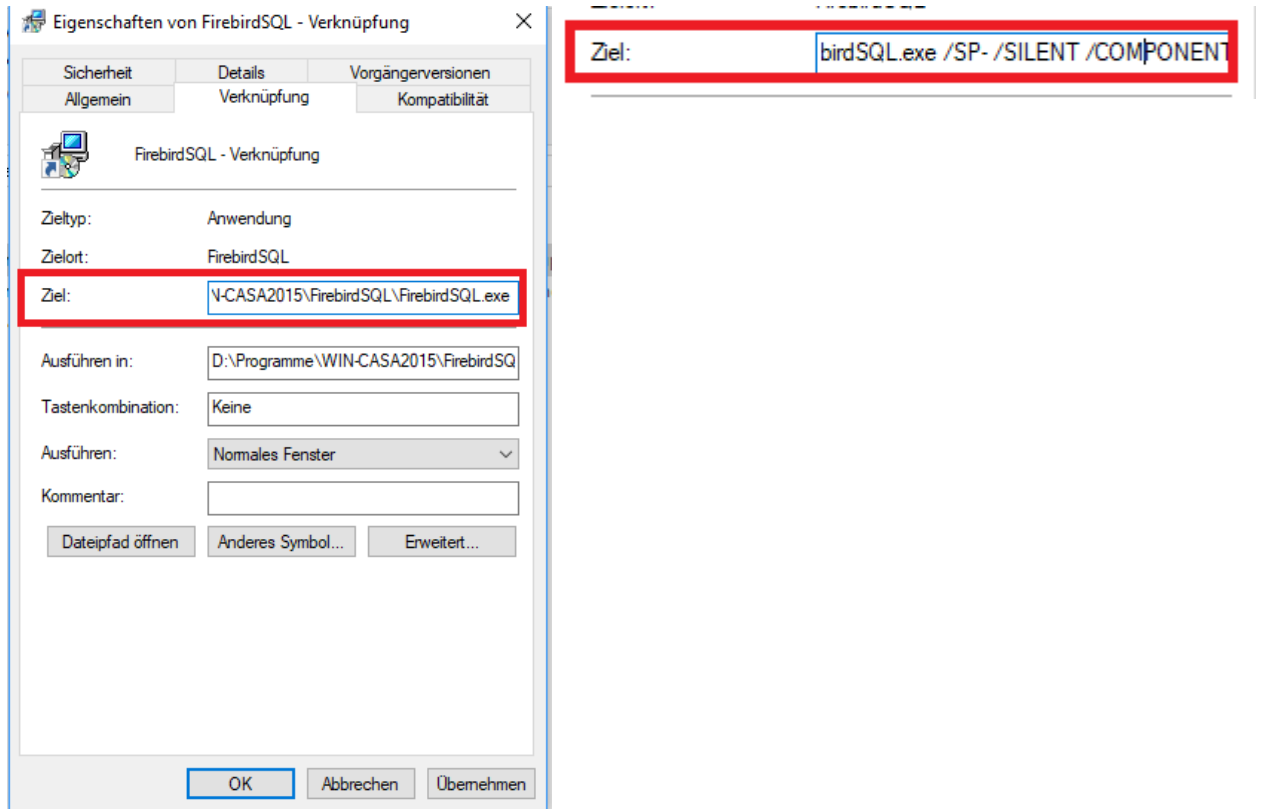 Eigenschaften von FirebirdSQL - Verknüpfung
Sicherheit Details Vorgängerversionen
Allgemein Verknüpfung Kompatibilität
FirebirdSQL - Verknüpfung
Zieltyp: Anwendung
Zielort: FirebirdSQL
Ziel: \-CASA2015\FirebirdSQL\FirebirdSQL.exe
Ausführen in: D:\Programme\WIN-CASA2015\FirebirdSQ
Tastenkombination: Keine
Ausführen: Normales Fenster
Kommentar:
Dateipfad öffnen Anderes Symbol... Erweitert...
OK Abbrechen Übernehmen
Ziel: birdSQL.exe /SP- /SILENT /COMPONENT